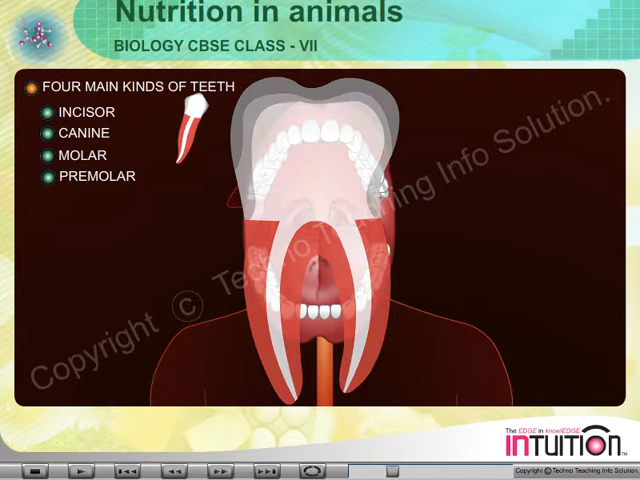 Nutrition in animals
BIOLOGY CBSE CLASS - VII
FOUR MAIN KINDS OF TEETH
INCISOR
CANINE
MOLAR
PREMOLAR
Copyright © Techno Teaching Info Solution.
The EDGE in knowlEDGE
INTUITION™
Copyright © Techno Teaching Info Solution.